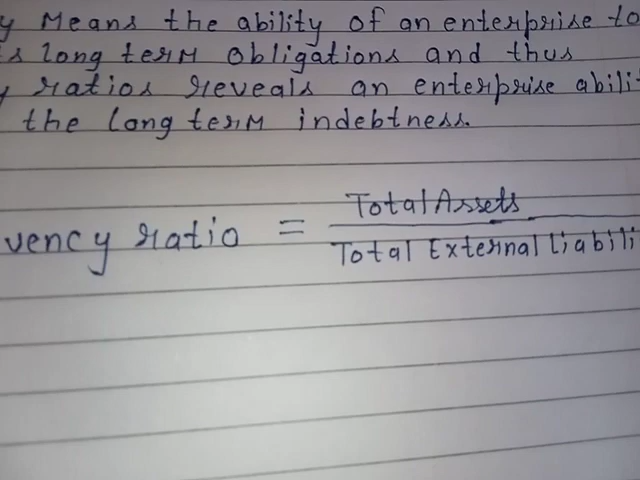 y Means the ability of an enterprise to
s long term obligations and thus
y ratios reveals an enterprise abili
the long term indebtness.
vency ratio = Total Assets
Total External liabili